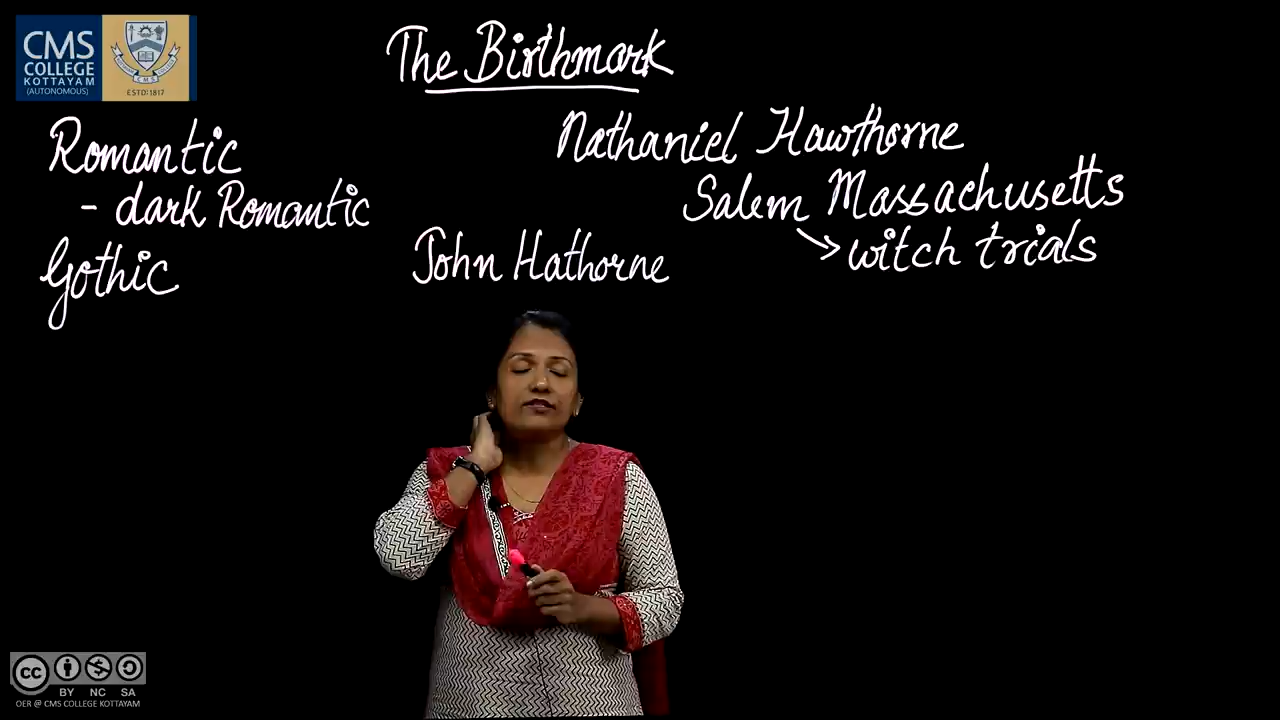 CMS
COLLEGE
KOTTAYAM
(AUTONOMOUS)
ESTD:1817
The Birthmark
Romantic
- dark Romantic
Gothic
Nathaniel Hawthorne
Salem Massachusetts
witch trials
John Hathorne
cc
BY NC SA
OER @ CMS COLLEGE KOTTAYAM